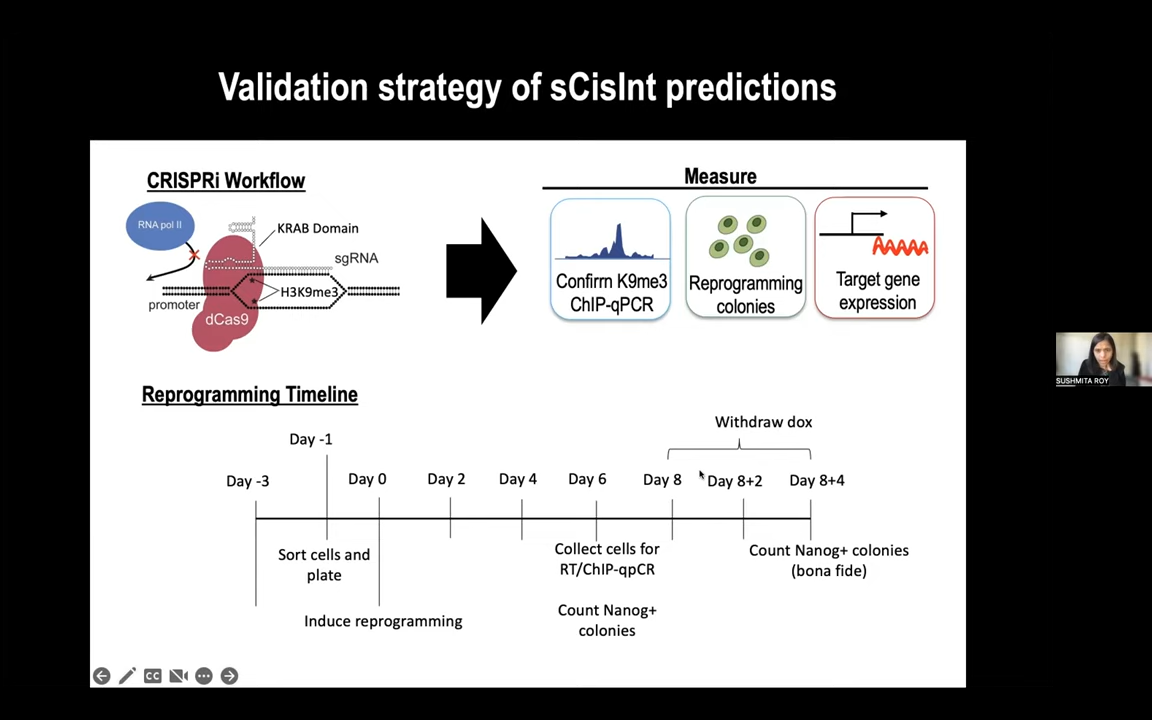 Validation strategy of sCisInt predictions
CRISPRi Workflow
RNA pol II
KRAB Domain
sgRNA
H3K9me3
promoter
dCas9
Measure
Confirm K9me3
ChIP-qPCR
Reprogramming
colonies
AAAAA
Target gene
expression
Reprogramming Timeline
Withdraw dox
Day -1
Day -3
Day 0
Day 2
Day 4
Day 6
Day 8
Day 8+2
Day 8+4
Sort cells and
plate
Induce reprogramming
Collect cells for
RT/ChIP-qpCR
Count Nanog+
colonies
Count Nanog+ colonies
(bona fide)
CC
SUSHMITA ROY